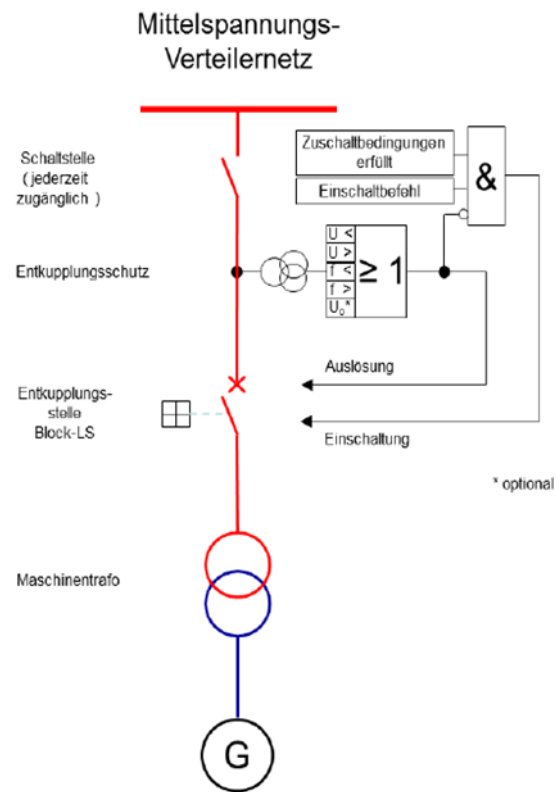 Mittelspannungs-
Verteilernetz
Schaltstelle
( jederzeit
zugänglich )
Zuschaltbedingungen
erfüllt
Einschaltbefehl
&
Entkupplungsschutz
U <
U >
f <
f >
U₀*
≥ 1
Auslösung
Entkupplungs-
stelle
Block-LS
Einschaltung
* optional
Maschinentrafo
G